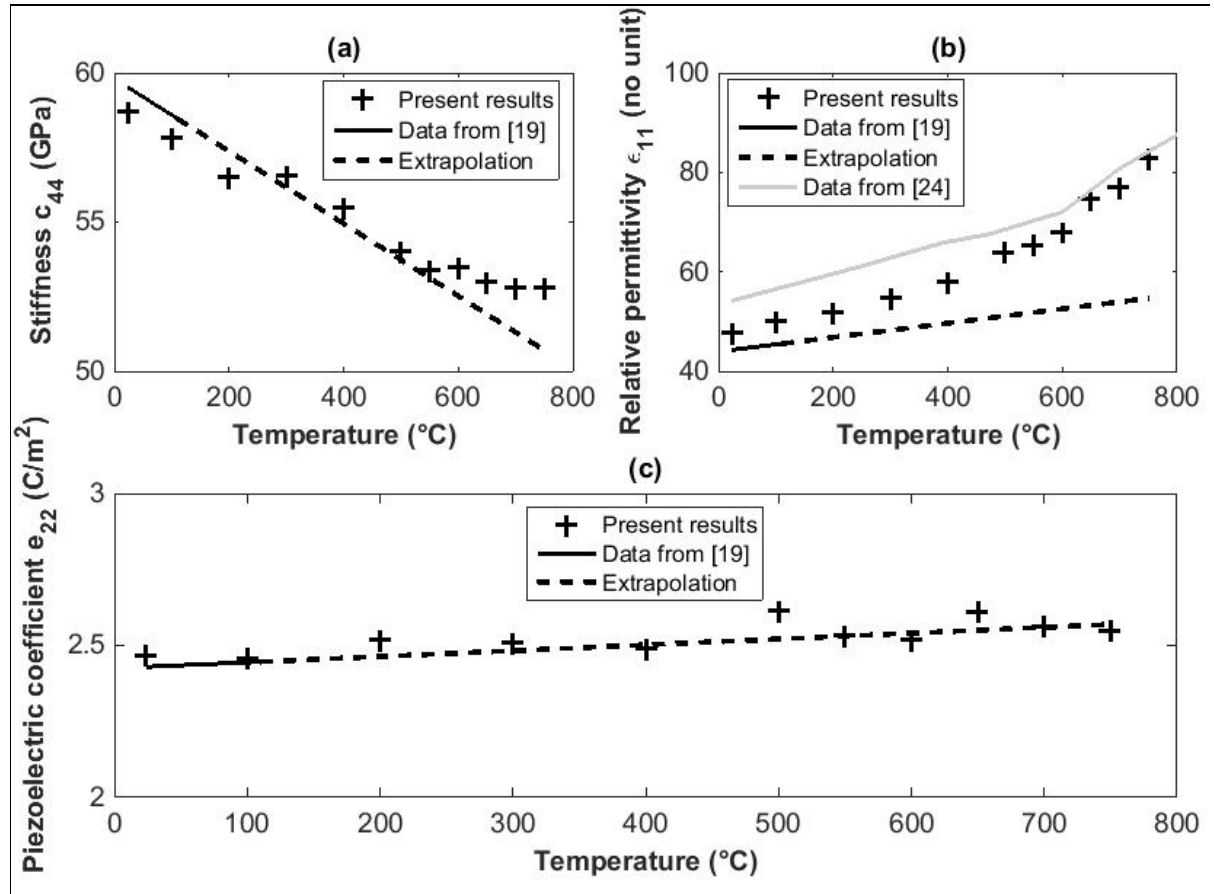 (a)
Stiffness c44 (GPa)
60
55
50
Present results
Data from [19]
Extrapolation
0 200 400 600 800
Temperature (°C)
(b)
Relative permittivity ϵ11 (no unit)
100
80
60
40
Present results
Data from [19]
Extrapolation
Data from [24]
0 200 400 600 800
Temperature (°C)
(c)
Piezoelectric coefficient e22 (C/m2)
3
2.5
2
Present results
Data from [19]
Extrapolation
0 100 200 300 400 500 600 700 800
Temperature (°C)